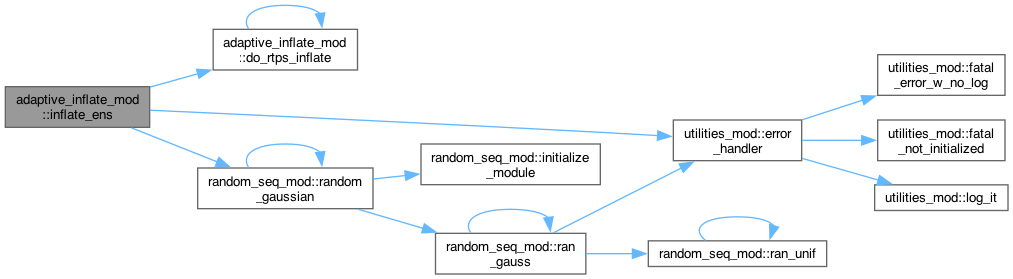 adaptive_inflate_mod
::inflate_ens
adaptive_inflate_mod
::do_rtps_inflate
random_seq_mod::random
_gaussian
random_seq_mod::initialize
_module
random_seq_mod::ran
_gauss
utilities_mod::error
_handler
random_seq_mod::ran_unif
utilities_mod::fatal
_error_w_no_log
utilities_mod::fatal
_not_initialized
utilities_mod::log_it